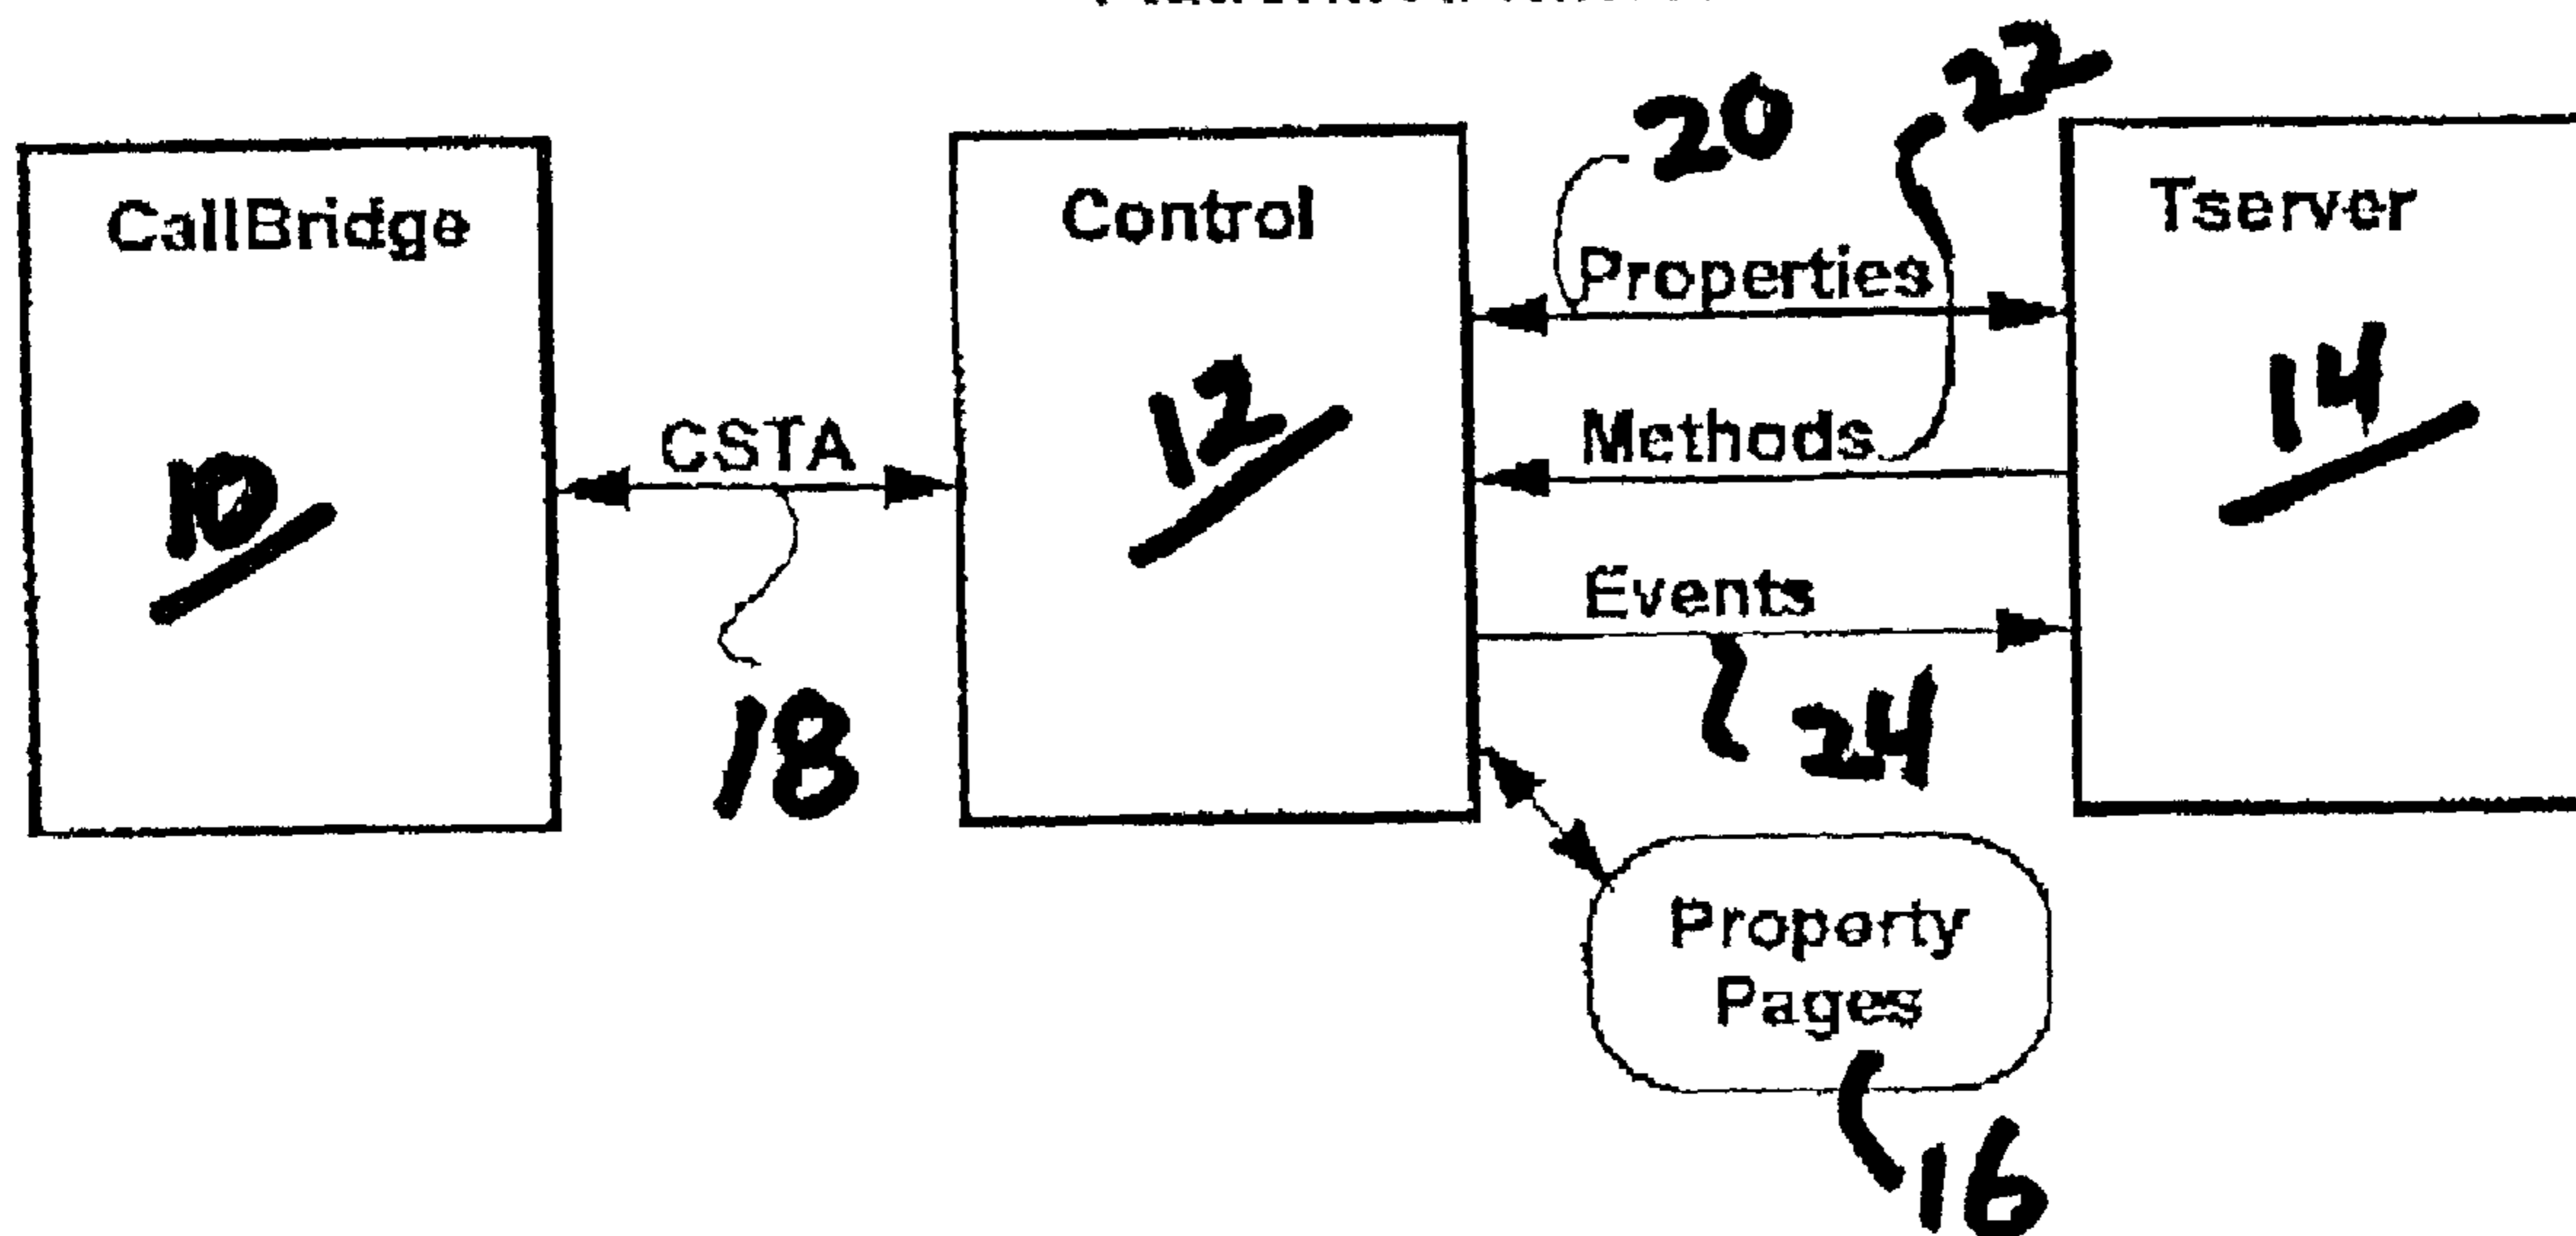 22
20
CallBridge
Control
Tserver
Properties
14
12
CSTA
Methods
10
Events
18
24
Property
Pages
16